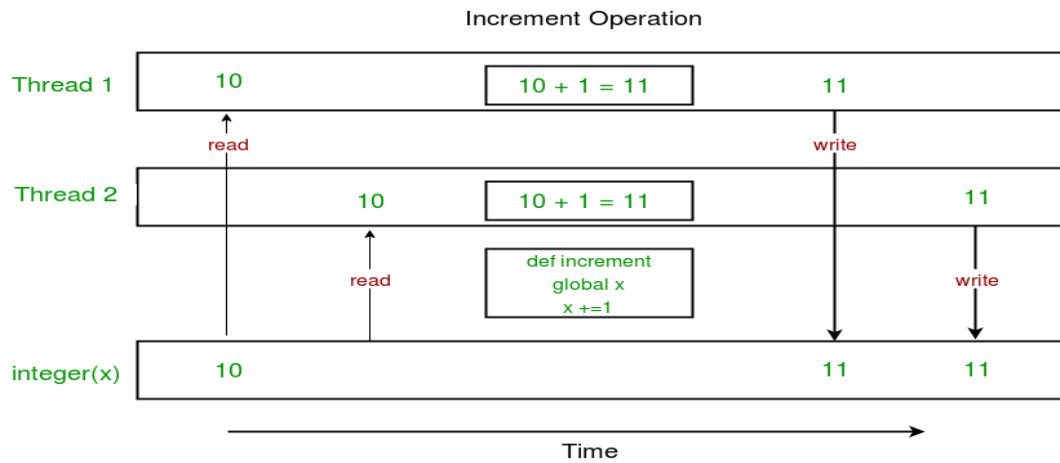 Increment Operation
Thread 1
10
10 + 1 = 11
11
read
write
Thread 2
10
10 + 1 = 11
11
read
def increment
global x
x +=1
write
integer(x)
10
11
11
Time